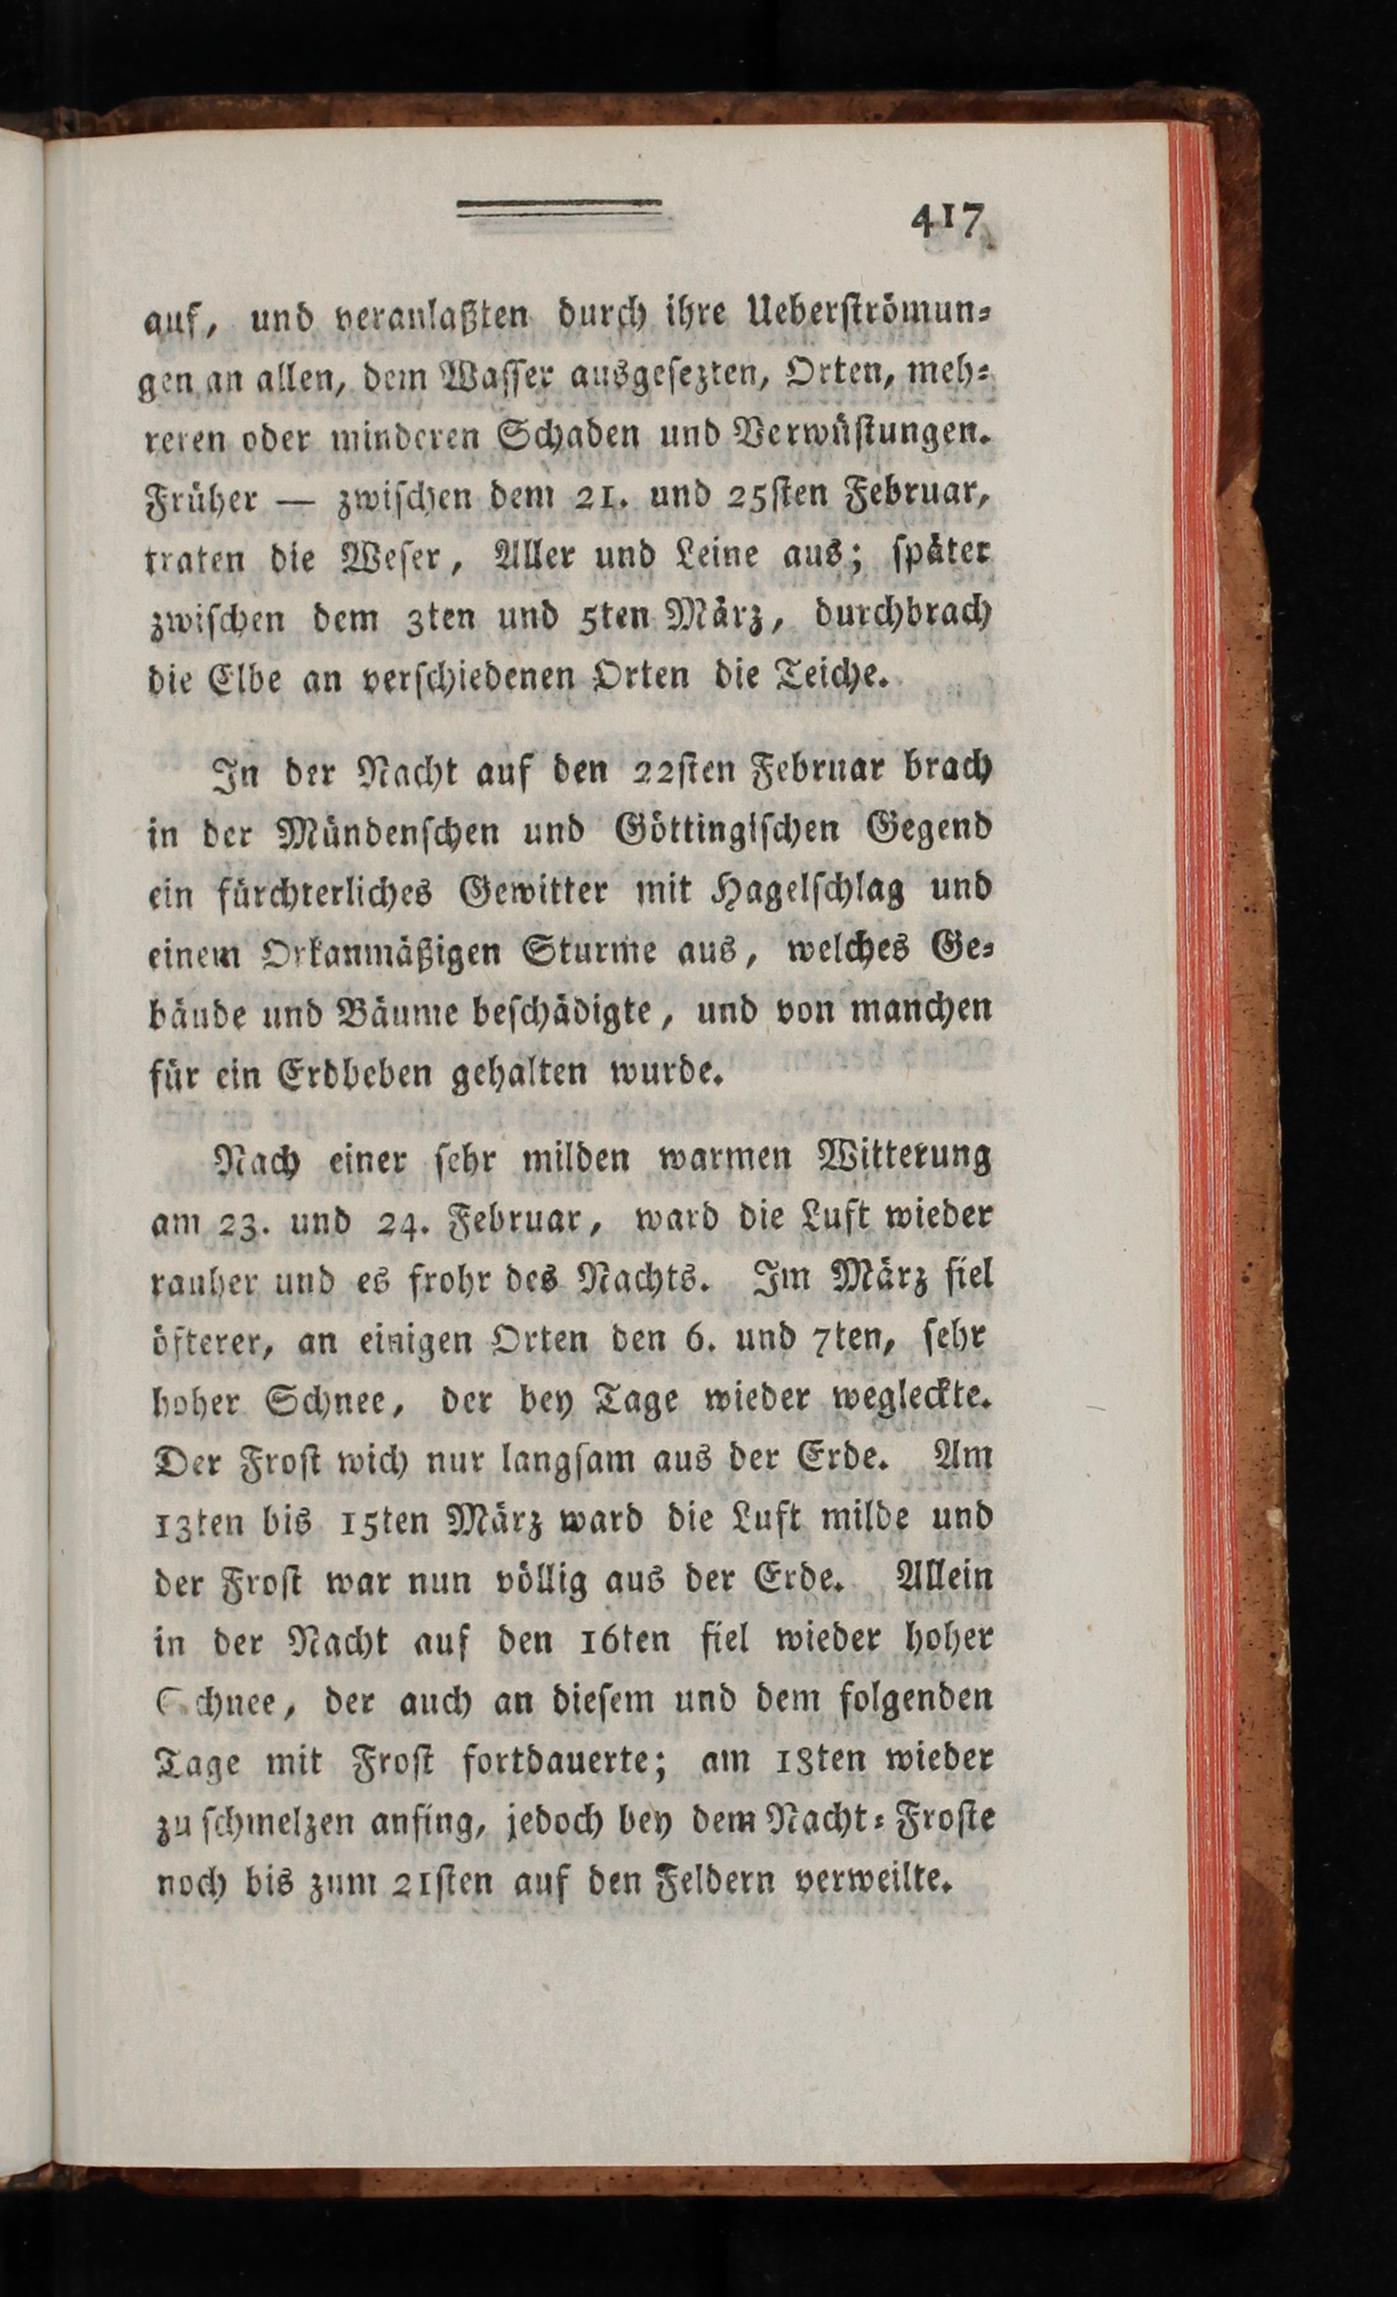 417
auf, und veranlaßten durch ihre Ueberströmun⸗
gen an allen, dem Wasser ausgesezten, Orten, meh⸗
reren oder minderen Schaden und Verwüstungen.
Früher — zwischen dem 21. und 25sten Februar,
traten die Weser, Aller und Leine aus; später
zwischen dem 3ten und 5ten März, durchbrach
die Elbe an verschiedenen Orten die Teiche.
In der Nacht auf den 22sten Februar brach
in der Mündenschen und Göttingischen Gegend
ein fürchterliches Gewitter mit Hagelschlag und
einem Orkanmäßigen Sturme aus, welches Ge⸗
bäude und Bäume beschädigte, und von manchen
für ein Erdbeben gehalten wurde.
Nach einer sehr milden warmen Witterung
am 23. und 24. Februar, ward die Luft wieder
rauher und es frohr des Nachts. Im März fiel
öfterer, an einigen Orten den 6. und 7ten, sehr
hoher Schnee, der bey Tage wieder wegleckte.
Der Frost wich nur langsam aus der Erde. Am
13ten bis 15ten März ward die Luft milde und
der Frost war nun völlig aus der Erde. Allein
in der Nacht auf den 16ten fiel wieder hoher
Schnee, der auch an diesem und dem folgenden
Tage mit Frost fortdauerte; am 18ten wieder
zu schmelzen anfing, jedoch bey dem Nacht⸗Froste
noch bis zum 21sten auf den Feldern verweilte.